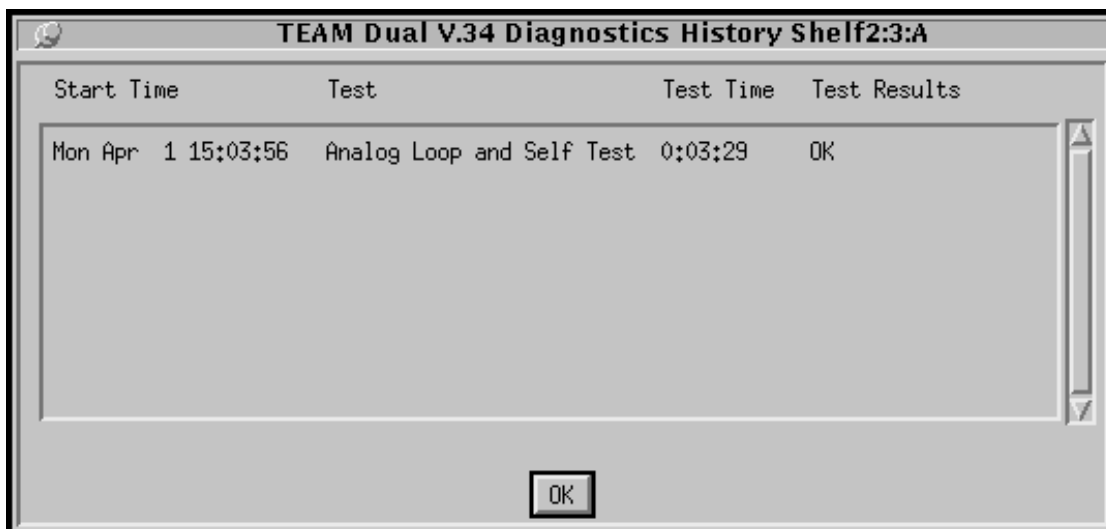 TEAM Dual V.34 Diagnostics History Shelf2:3:A
Start Time Test Test Time Test Results
Mon Apr 1 15:03:56 Analog Loop and Self Test 0:03:29 OK
OK